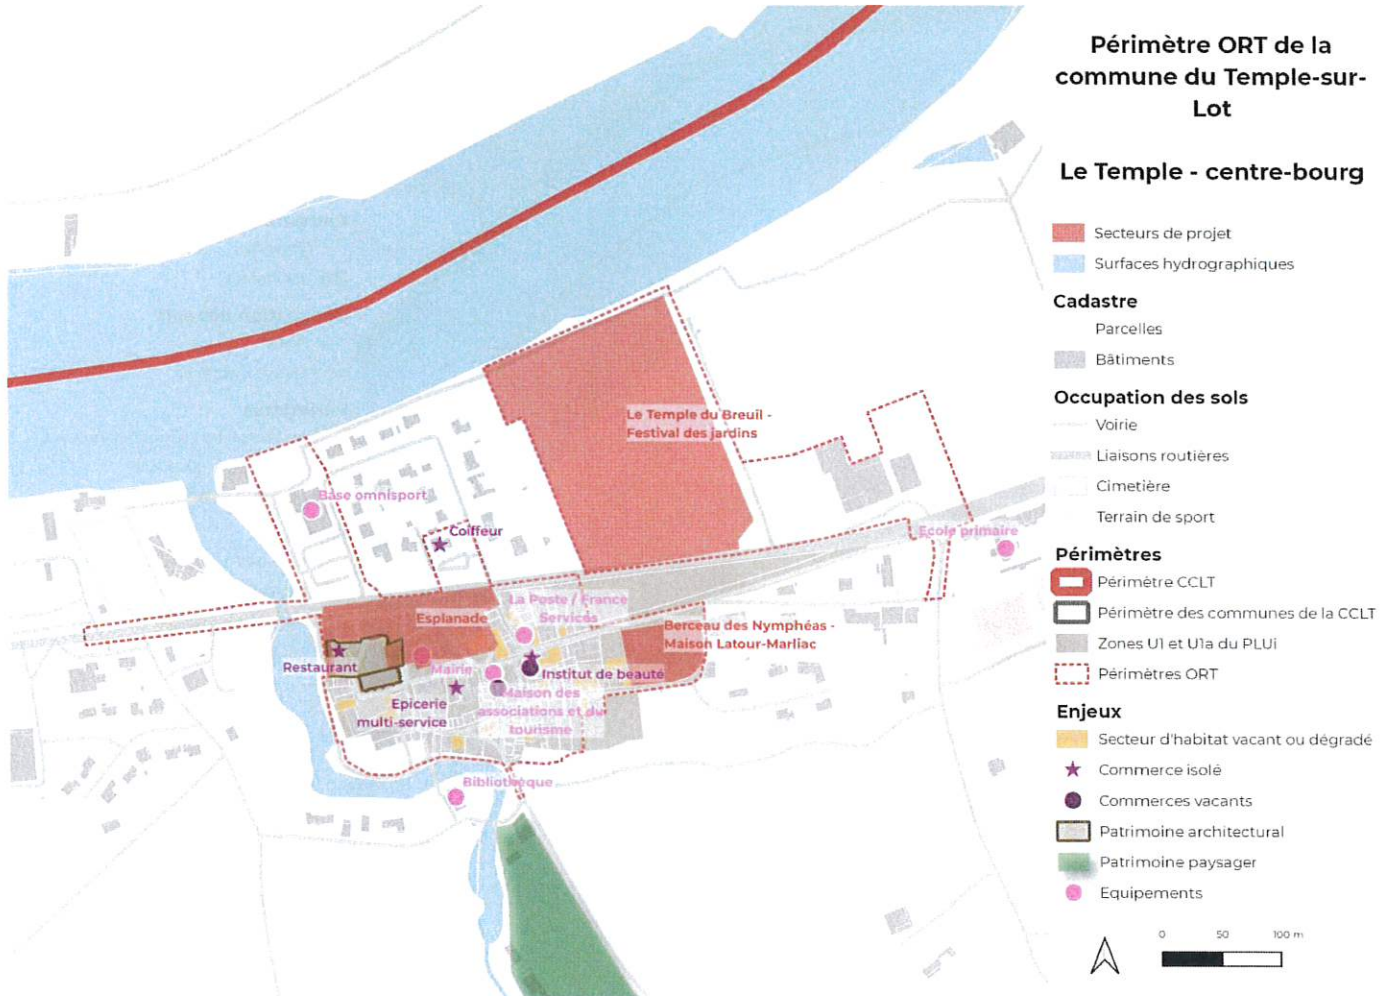 Périmètre ORT de la
commune du Temple-sur-
Lot
Le Temple - centre-bourg
Secteurs de projet
Surfaces hydrographiques
Cadastre
Parcelles
Bâtiments
Occupation des sols
Voirie
Liaisons routières
Cimetière
Terrain de sport
Périmètres
Périmètre CCLT
Périmètre des communes de la CCLT
Zones U1 et U1a du PLUi
Périmètres ORT
Enjeux
Secteur d'habitat vacant ou dégradé
Commerce isolé
Commerces vacants
Patrimoine architectural
Patrimoine paysager
Equipements
0 50 100 m
Le Temple du Breuil -
Festival des jardins
Base omnisport
Coiffeur
Ecole primaire
La Poste / France
Services
Esplanade
Berceau des Nymphéas -
Maison Latour-Marliac
Restaurant
Mairie
Institut de beauté
Epicerie
multi-service
Maison des
associations et du
tourisme
Bibliothèque